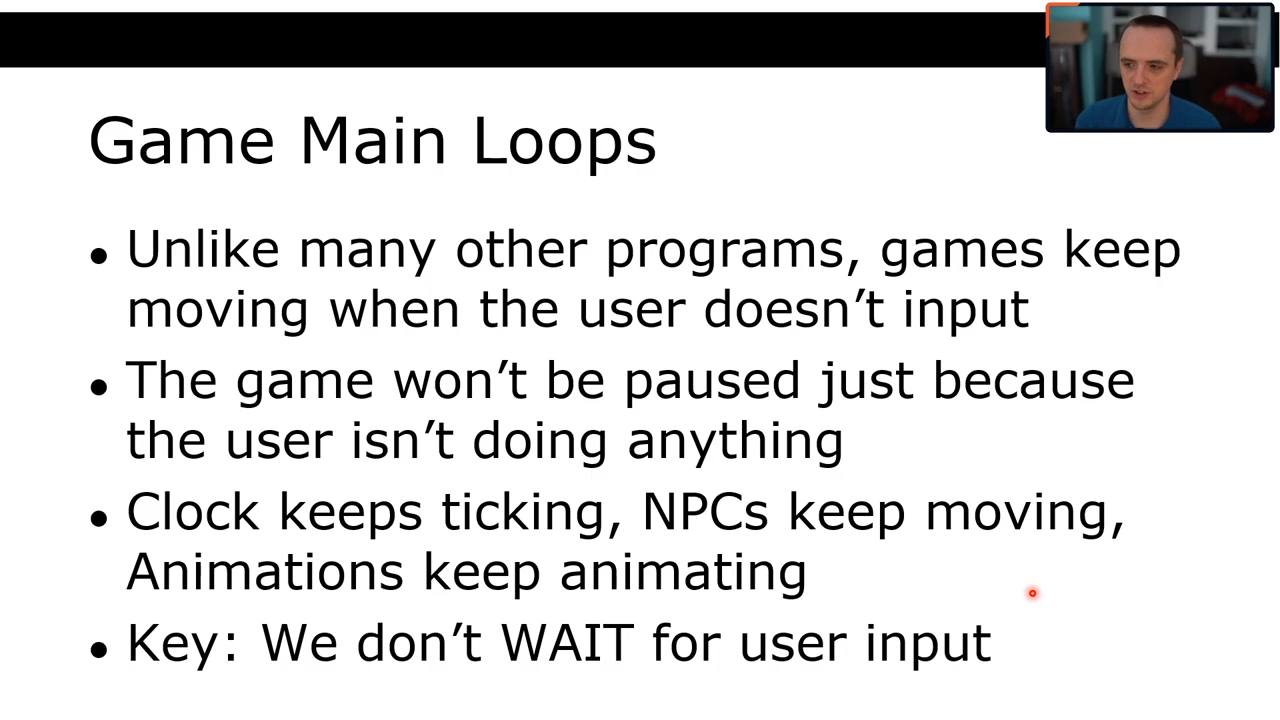 Game Main Loops
• Unlike many other programs, games keep
moving when the user doesn’t input
• The game won’t be paused just because
the user isn’t doing anything
• Clock keeps ticking, NPCs keep moving,
Animations keep animating
• Key: We don’t WAIT for user input